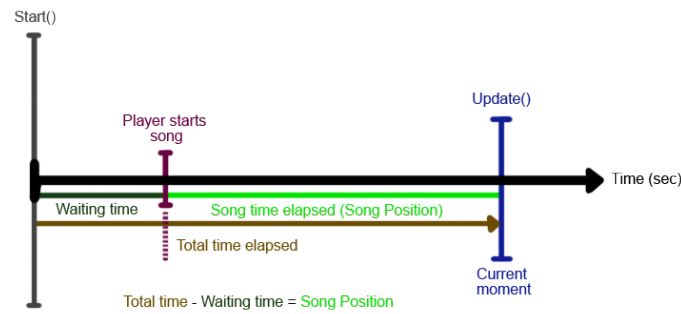 Start()
Update()
Player starts
song
Time (sec)
Waiting time
Song time elapsed (Song Position)
Total time elapsed
Current
moment
Total time - Waiting time = Song Position